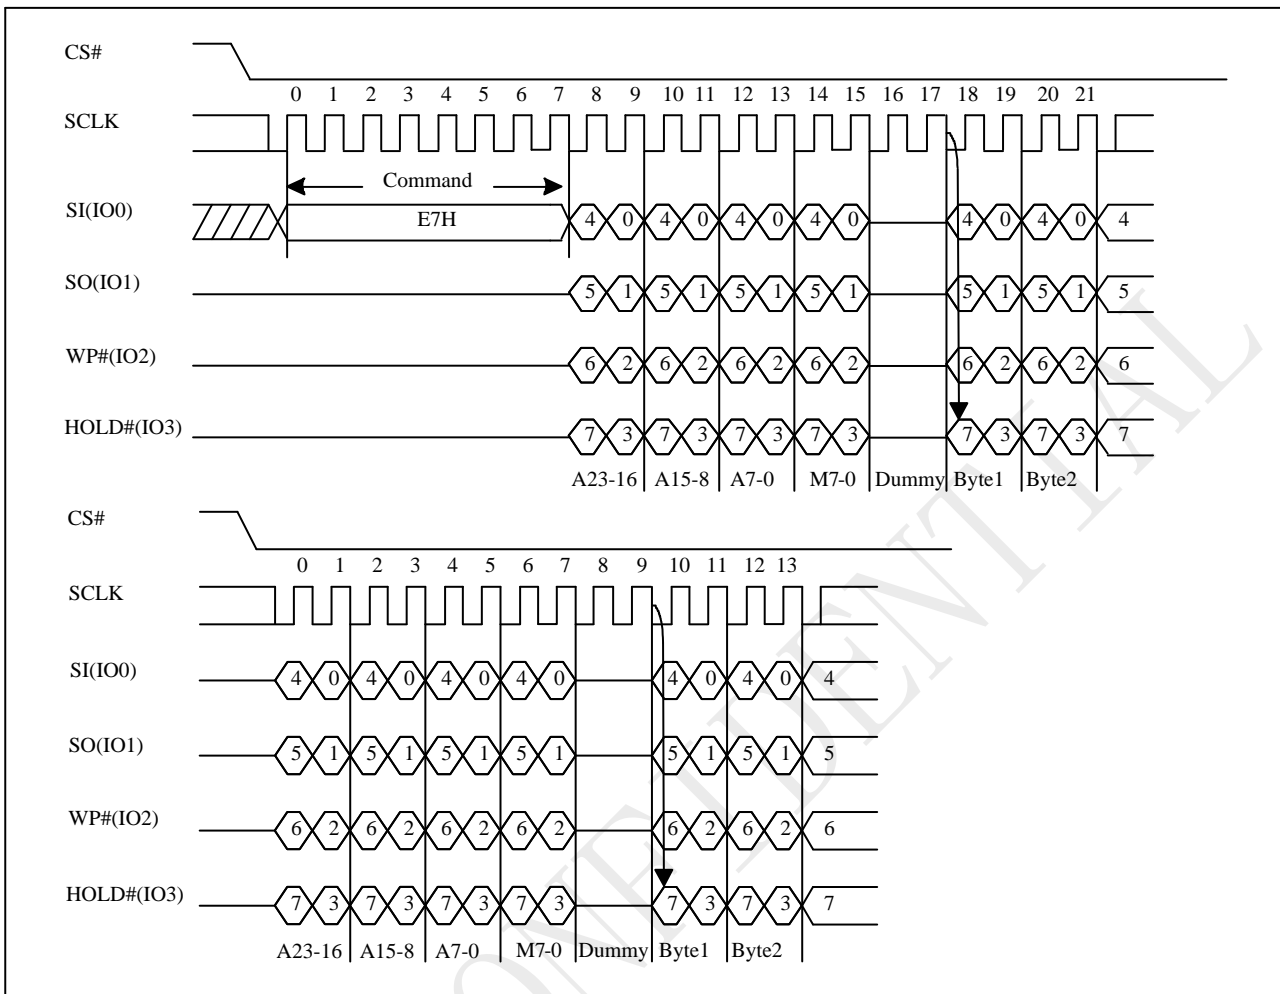 CS#
0 1 2 3 4 5 6 7 8 9 10 11 12 13 14 15 16 17 18 19 20 21
SCLK
Command
SI(IO0) E7H 4 0 4 0 4 0 4 0 4 0 4 0 4
SO(IO1) 5 1 5 1 5 1 5 1 5 1 5 1 5
WP#(IO2) 6 2 6 2 6 2 6 2 6 2 6 2 6
HOLD#(IO3) 7 3 7 3 7 3 7 3 7 3 7 3 7
A23-16 A15-8 A7-0 M7-0 Dummy Byte1 Byte2
CS#
0 1 2 3 4 5 6 7 8 9 10 11 12 13
SCLK
SI(IO0) 4 0 4 0 4 0 4 0 4 0 4 0 4
SO(IO1) 5 1 5 1 5 1 5 1 5 1 5 1 5
WP#(IO2) 6 2 6 2 6 2 6 2 6 2 6 2 6
HOLD#(IO3) 7 3 7 3 7 3 7 3 7 3 7 3 7
A23-16 A15-8 A7-0 M7-0 Dummy Byte1 Byte2
ONFIDENTIAL